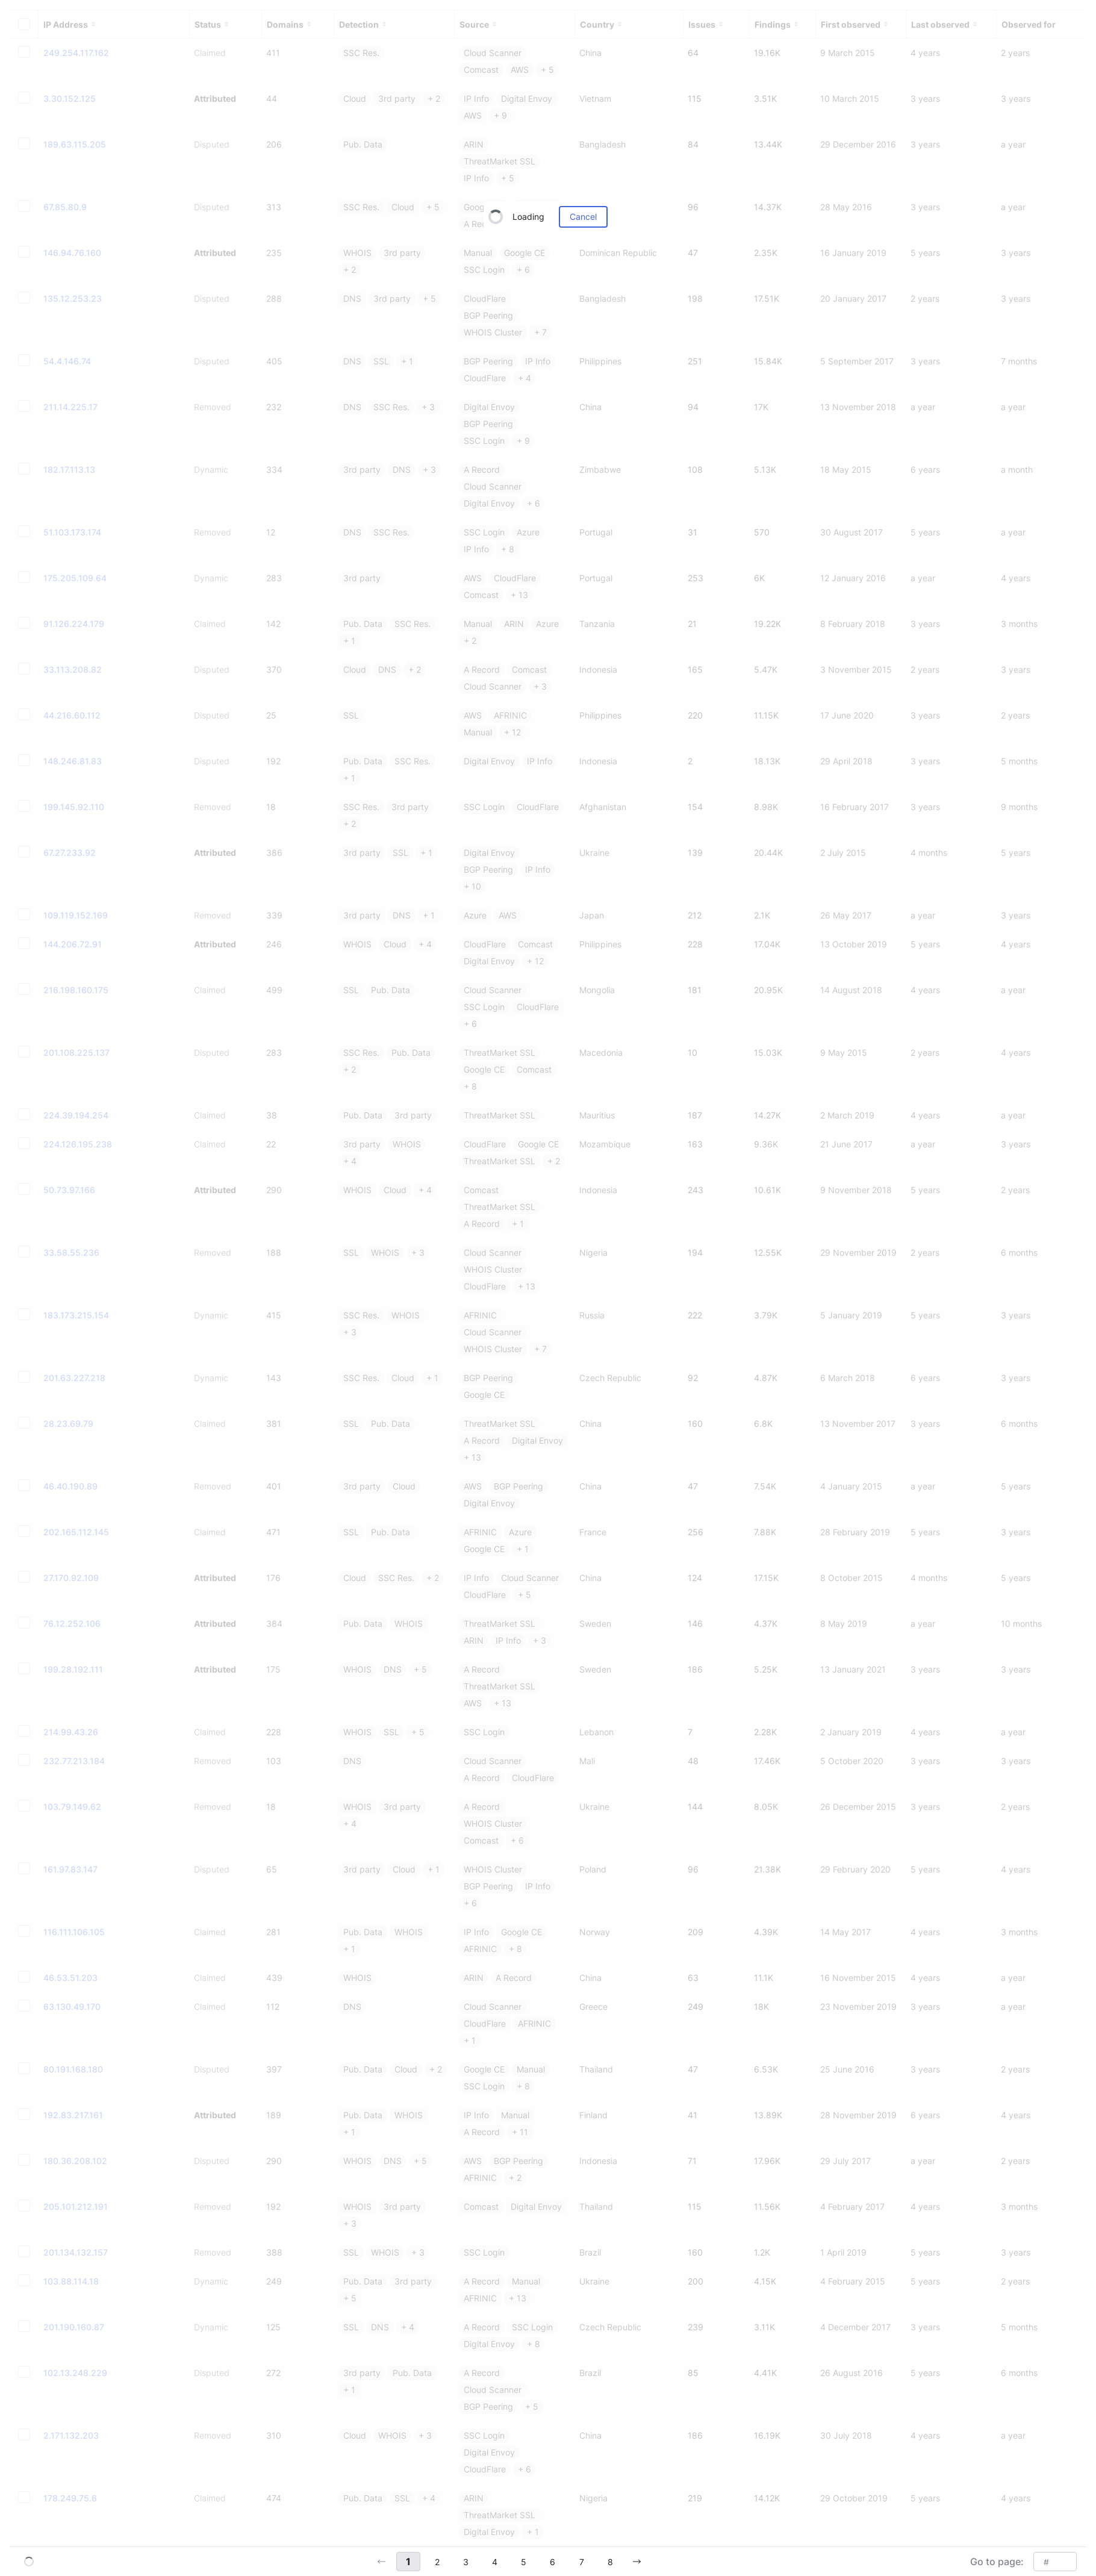 IP Address Status Domains Detection Source Country Issues Findings First observed Last observed Observed for
249.254.117.162 Claimed 411 SSC Res. Cloud Scanner China 64 19.16K 9 March 2015 4 years 2 years
Comcast AWS + 5
3.30.152.125 Attributed 44 Cloud 3rd party + 2 IP Info Digital Envoy Vietnam 115 3.51K 10 March 2015 3 years 3 years
AWS + 9
189.63.115.205 Disputed 206 Pub. Data ARIN Bangladesh 84 13.44K 29 December 2016 3 years a year
ThreatMarket SSL
IP Info + 5
67.85.80.9 Disputed 313 SSC Res. Cloud + 5 96 14.37K 28 May 2016 3 years a year
Loading Cancel
146.94.76.160 Attributed 235 WHOIS 3rd party Manual Google CE Dominican Republic 47 2.35K 16 January 2019 5 years 3 years
+ 2 SSC Login + 6
135.12.253.23 Disputed 288 DNS 3rd party + 5 CloudFlare Bangladesh 198 17.51K 20 January 2017 2 years 3 years
BGP Peering
WHOIS Cluster + 7
54.4.146.74 Disputed 405 DNS SSL + 1 BGP Peering IP Info Philippines 251 15.84K 5 September 2017 3 years 7 months
CloudFlare + 4
211.14.225.17 Removed 232 DNS SSC Res. + 3 Digital Envoy China 94 17K 13 November 2018 a year a year
BGP Peering
SSC Login + 9
182.17.113.13 Dynamic 334 3rd party DNS + 3 A Record Zimbabwe 108 5.13K 18 May 2015 6 years a month
Cloud Scanner
Digital Envoy + 6
51.103.173.174 Removed 12 DNS SSC Res. SSC Login Azure Portugal 31 570 30 August 2017 5 years a year
IP Info + 8
175.205.109.64 Dynamic 283 3rd party AWS CloudFlare Portugal 253 6K 12 January 2016 a year 4 years
Comcast + 13
91.126.224.179 Claimed 142 Pub. Data SSC Res. Manual ARIN Azure Tanzania 21 19.22K 8 February 2018 3 years 3 months
+ 1 + 2
33.113.208.82 Disputed 370 Cloud DNS + 2 A Record Comcast Indonesia 165 5.47K 3 November 2015 2 years 3 years
Cloud Scanner + 3
44.216.60.112 Disputed 25 SSL AWS AFRINIC Philippines 220 11.15K 17 June 2020 3 years 2 years
Manual + 12
148.246.81.83 Disputed 192 Pub. Data SSC Res. Digital Envoy IP Info Indonesia 2 18.13K 29 April 2018 3 years 5 months
+ 1
199.145.92.110 Removed 18 SSC Res. 3rd party SSC Login CloudFlare Afghanistan 154 8.98K 16 February 2017 3 years 9 months
+ 2
67.27.233.92 Attributed 386 3rd party SSL + 1 Digital Envoy Ukraine 139 20.44K 2 July 2015 4 months 5 years
BGP Peering IP Info
+ 10
109.119.152.169 Removed 339 3rd party DNS + 1 Azure AWS Japan 212 2.1K 26 May 2017 a year 3 years
144.206.72.91 Attributed 246 WHOIS Cloud + 4 CloudFlare Comcast Philippines 228 17.04K 13 October 2019 5 years 4 years
Digital Envoy + 12
216.198.160.175 Claimed 499 SSL Pub. Data Cloud Scanner Mongolia 181 20.95K 14 August 2018 4 years a year
SSC Login CloudFlare
+ 6
201.108.225.137 Disputed 283 SSC Res. Pub. Data ThreatMarket SSL Macedonia 10 15.03K 9 May 2015 2 years 4 years
+ 2 Google CE Comcast
+ 8
224.39.194.254 Claimed 38 Pub. Data 3rd party ThreatMarket SSL Mauritius 187 14.27K 2 March 2019 4 years a year
224.126.195.238 Claimed 22 3rd party WHOIS CloudFlare Google CE Mozambique 163 9.36K 21 June 2017 a year 3 years
+ 4 ThreatMarket SSL + 2
50.73.97.166 Attributed 290 WHOIS Cloud + 4 Comcast Indonesia 243 10.61K 9 November 2018 5 years 2 years
ThreatMarket SSL
A Record + 1
33.58.55.236 Removed 188 SSL WHOIS + 3 Cloud Scanner Nigeria 194 12.55K 29 November 2019 2 years 6 months
WHOIS Cluster
CloudFlare + 13
183.173.215.154 Dynamic 415 SSC Res. WHOIS AFRINIC Russia 222 3.79K 5 January 2019 5 years 3 years
+ 3 Cloud Scanner
WHOIS Cluster + 7
201.63.227.218 Dynamic 143 SSC Res. Cloud + 1 BGP Peering Czech Republic 92 4.87K 6 March 2018 6 years 3 years
Google CE
28.23.69.79 Claimed 381 SSL Pub. Data ThreatMarket SSL China 160 6.8K 13 November 2017 3 years 6 months
A Record Digital Envoy
+ 13
46.40.190.89 Removed 401 3rd party Cloud AWS BGP Peering China 47 7.54K 4 January 2015 a year 5 years
Digital Envoy
202.165.112.145 Claimed 471 SSL Pub. Data AFRINIC Azure France 256 7.88K 28 February 2019 5 years 3 years
Google CE + 1
27.170.92.109 Attributed 176 Cloud SSC Res. + 2 IP Info Cloud Scanner China 124 17.15K 8 October 2015 4 months 5 years
CloudFlare + 5
76.12.252.106 Attributed 384 Pub. Data WHOIS ThreatMarket SSL Sweden 146 4.37K 8 May 2019 a year 10 months
ARIN IP Info + 3
199.28.192.111 Attributed 175 WHOIS DNS + 5 A Record Sweden 186 5.25K 13 January 2021 3 years 3 years
ThreatMarket SSL
AWS + 13
214.99.43.26 Claimed 228 WHOIS SSL + 5 SSC Login Lebanon 7 2.28K 2 January 2019 4 years a year
232.77.213.184 Removed 103 DNS Cloud Scanner Mali 48 17.46K 5 October 2020 3 years 3 years
A Record CloudFlare
103.79.149.62 Removed 18 WHOIS 3rd party A Record Ukraine 144 8.05K 26 December 2015 3 years 2 years
+ 4 WHOIS Cluster
Comcast + 6
161.97.83.147 Disputed 65 3rd party Cloud + 1 WHOIS Cluster Poland 96 21.38K 29 February 2020 5 years 4 years
BGP Peering IP Info
+ 6
116.111.106.105 Claimed 281 Pub. Data WHOIS IP Info Google CE Norway 209 4.39K 14 May 2017 4 years 3 months
+ 1 AFRINIC + 8
46.53.51.203 Claimed 439 WHOIS ARIN A Record China 63 11.1K 16 November 2015 4 years a year
63.130.49.170 Claimed 112 DNS Cloud Scanner Greece 249 18K 23 November 2019 3 years a year
CloudFlare AFRINIC
+ 1
80.191.168.180 Disputed 397 Pub. Data Cloud + 2 Google CE Manual Thailand 47 6.53K 25 June 2016 3 years 2 years
SSC Login + 8
192.83.217.161 Attributed 189 Pub. Data WHOIS IP Info Manual Finland 41 13.89K 28 November 2019 6 years 4 years
+ 1 A Record + 11
180.36.208.102 Disputed 290 WHOIS DNS + 5 AWS BGP Peering Indonesia 71 17.96K 29 July 2017 a year 2 years
AFRINIC + 2
205.101.212.191 Removed 192 WHOIS 3rd party Comcast Digital Envoy Thailand 115 11.56K 4 February 2017 4 years 3 months
+ 3
201.134.132.157 Removed 388 SSL WHOIS + 3 SSC Login Brazil 160 1.2K 1 April 2019 5 years 3 years
103.88.114.18 Dynamic 249 Pub. Data 3rd party A Record Manual Ukraine 200 4.15K 4 February 2015 5 years 2 years
+ 5 AFRINIC + 13
201.190.160.87 Dynamic 125 SSL DNS + 4 A Record SSC Login Czech Republic 239 3.11K 4 December 2017 3 years 5 months
Digital Envoy + 8
102.13.248.229 Disputed 272 3rd party Pub. Data A Record Brazil 85 4.41K 26 August 2016 5 years 6 months
+ 1 Cloud Scanner
BGP Peering + 5
2.171.132.203 Removed 310 Cloud WHOIS + 3 SSC Login China 186 16.19K 30 July 2018 4 years a year
Digital Envoy
CloudFlare + 6
178.249.75.6 Claimed 474 Pub. Data SSL + 4 ARIN Nigeria 219 14.12K 29 October 2019 5 years 4 years
ThreatMarket SSL
Digital Envoy + 1
← 1 2 3 4 5 6 7 8 → Go to page: #